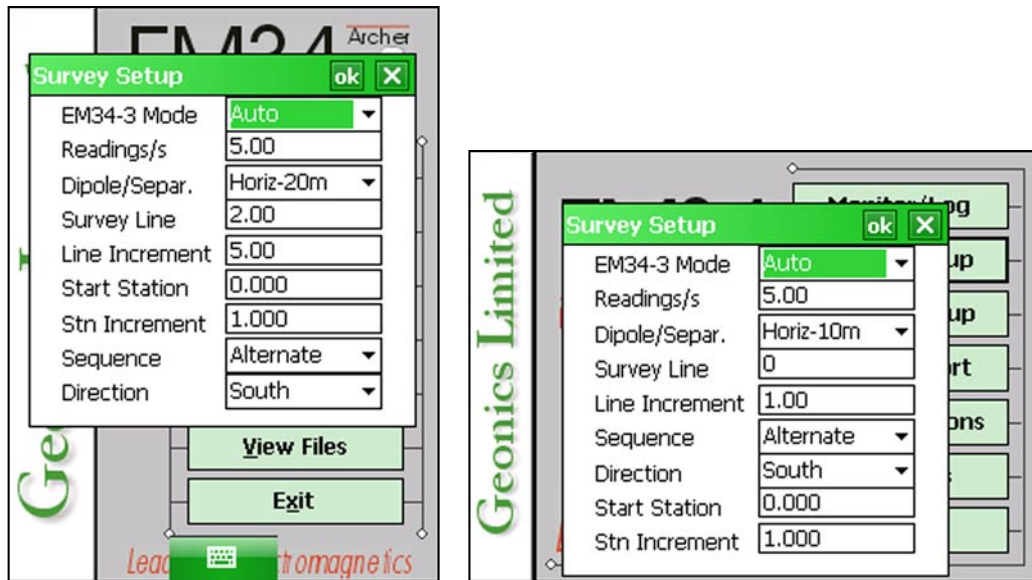 Archer
Survey Setup ok X
EM34-3 Mode Auto
Readings/s 5.00
Dipole/Separ. Horiz-20m
Survey Line 2.00
Line Increment 5.00
Start Station 0.000
Stn Increment 1.000
Sequence Alternate
Direction South
View Files
Exit
Geonics Limited
Survey Setup ok X
EM34-3 Mode Auto
Readings/s 5.00
Dipole/Separ. Horiz-10m
Survey Line 0
Line Increment 1.00
Sequence Alternate
Direction South
Start Station 0.000
Stn Increment 1.000